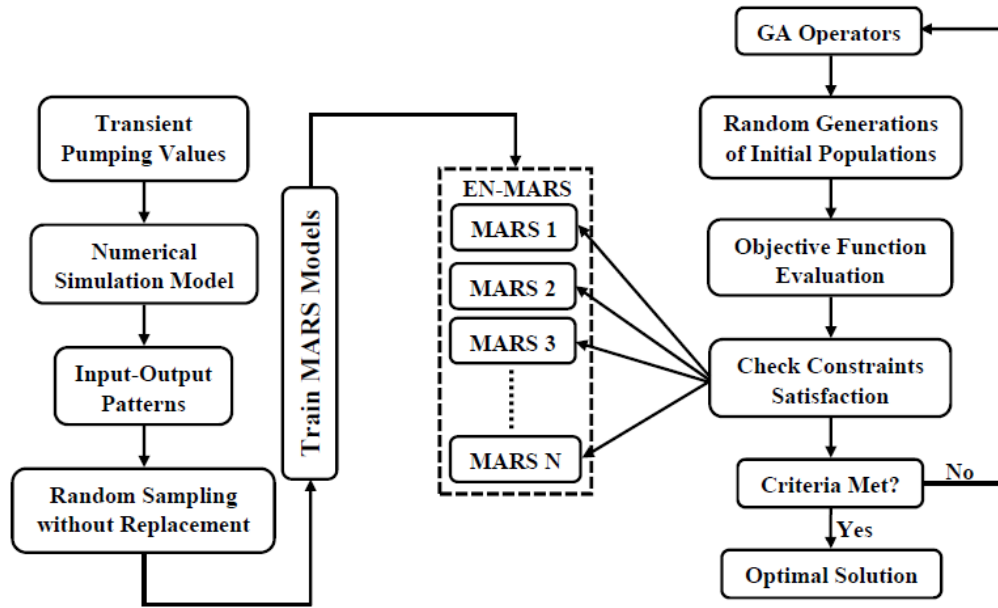 Transient
Pumping Values
Numerical
Simulation Model
Input-Output
Patterns
Random Sampling
without Replacement
Train MARS Models
EN-MARS
MARS 1
MARS 2
MARS 3
MARS N
GA Operators
Random Generations
of Initial Populations
Objective Function
Evaluation
Check Constraints
Satisfaction
Criteria Met?
No
Yes
Optimal Solution